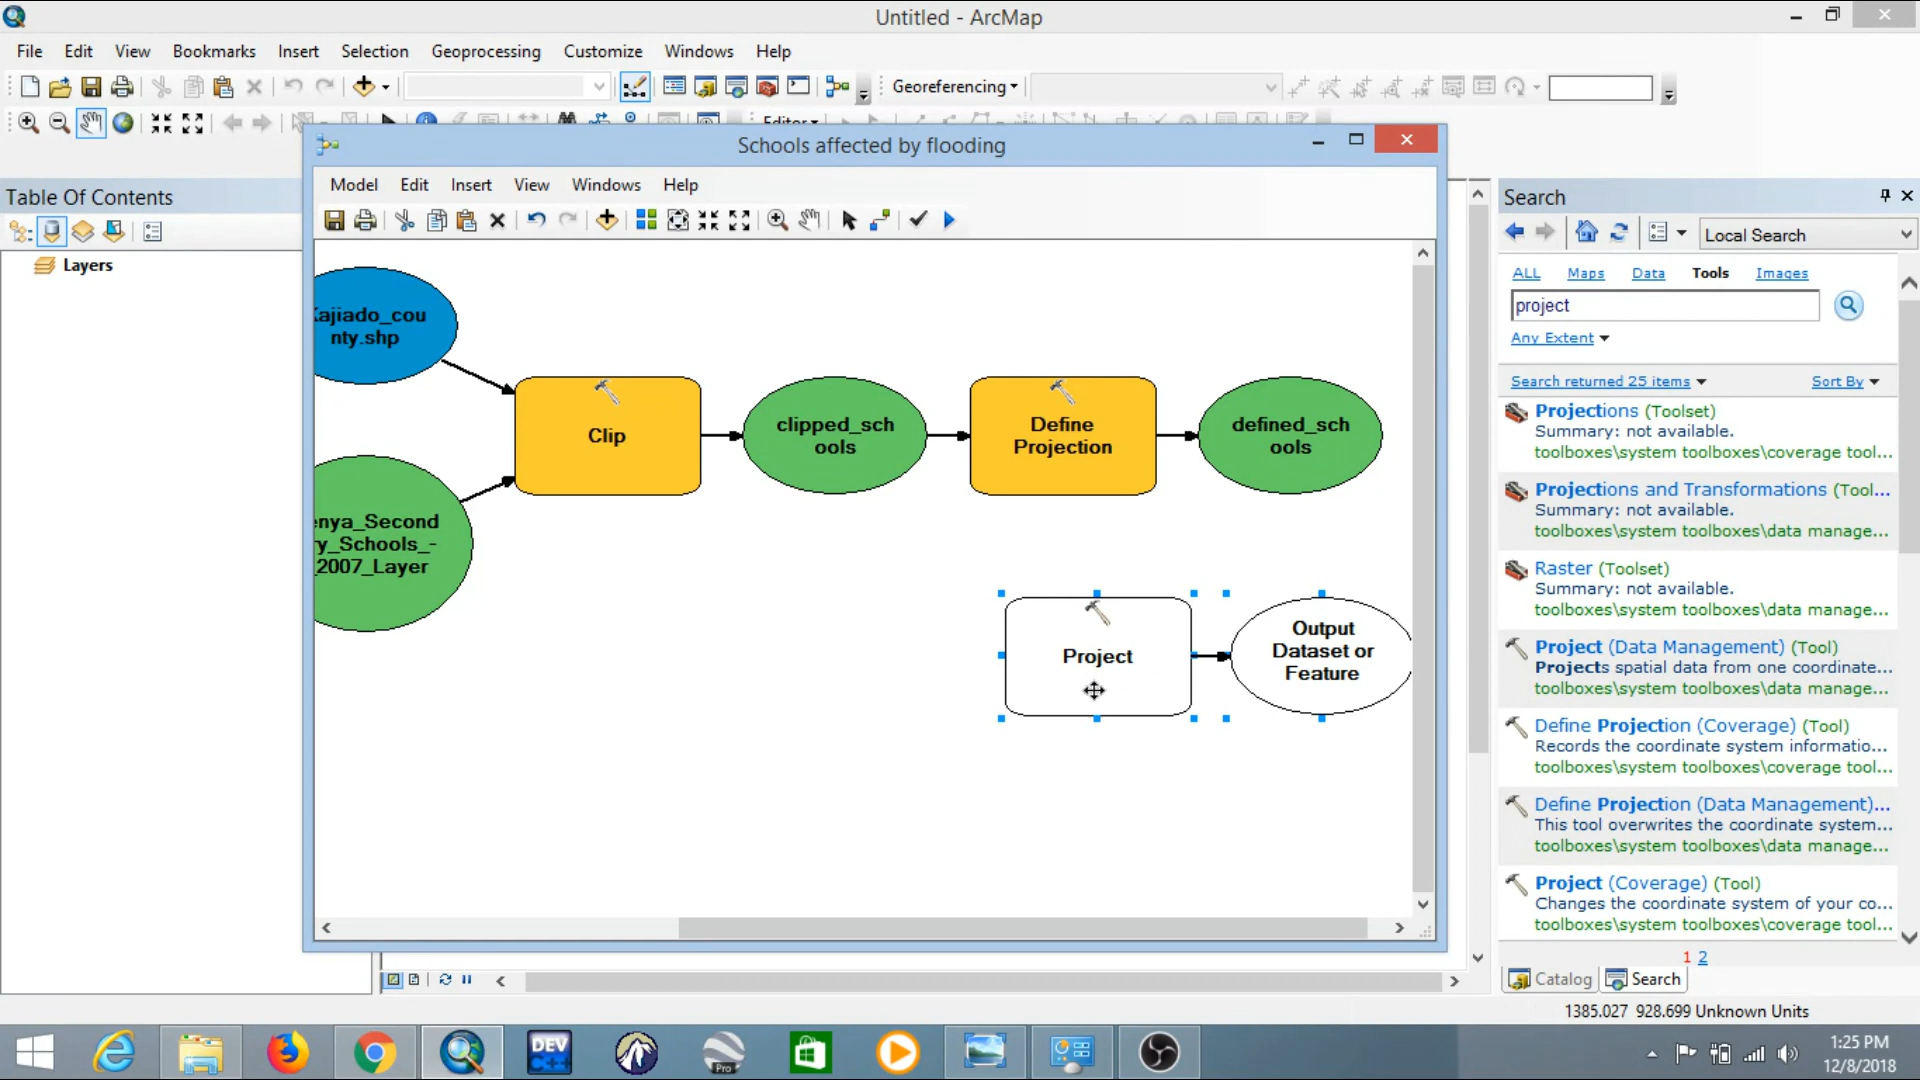 Untitled - ArcMap
File Edit View Bookmarks Insert Selection Geoprocessing Customize Windows Help
Georeferencing
Editor
Schools affected by flooding
Model Edit Insert View Windows Help
Table Of Contents
Layers
Kajiado_cou
nty.shp
enya_Second
ry_Schools_-
_2007_Layer
Clip
clipped_sch
ools
Define
Projection
defined_sch
ools
Project
Output
Dataset or
Feature
Search
Local Search
ALL Maps Data Tools Images
project
Any Extent
Search returned 25 items Sort By
Projections (Toolset)
Summary: not available.
toolboxes\system toolboxes\coverage tool...
Projections and Transformations (Tool...
Summary: not available.
toolboxes\system toolboxes\data manage...
Raster (Toolset)
Summary: not available.
toolboxes\system toolboxes\data manage...
Project (Data Management) (Tool)
Projects spatial data from one coordinate...
toolboxes\system toolboxes\data manage...
Define Projection (Coverage) (Tool)
Records the coordinate system informatio...
toolboxes\system toolboxes\coverage tool...
Define Projection (Data Management)...
This tool overwrites the coordinate system...
toolboxes\system toolboxes\data manage...
Project (Coverage) (Tool)
Changes the coordinate system of your co...
toolboxes\system toolboxes\coverage tool...
1 2
Catalog Search
1385.027 928.699 Unknown Units
DEV
C++
Pro
1:25 PM
12/8/2018